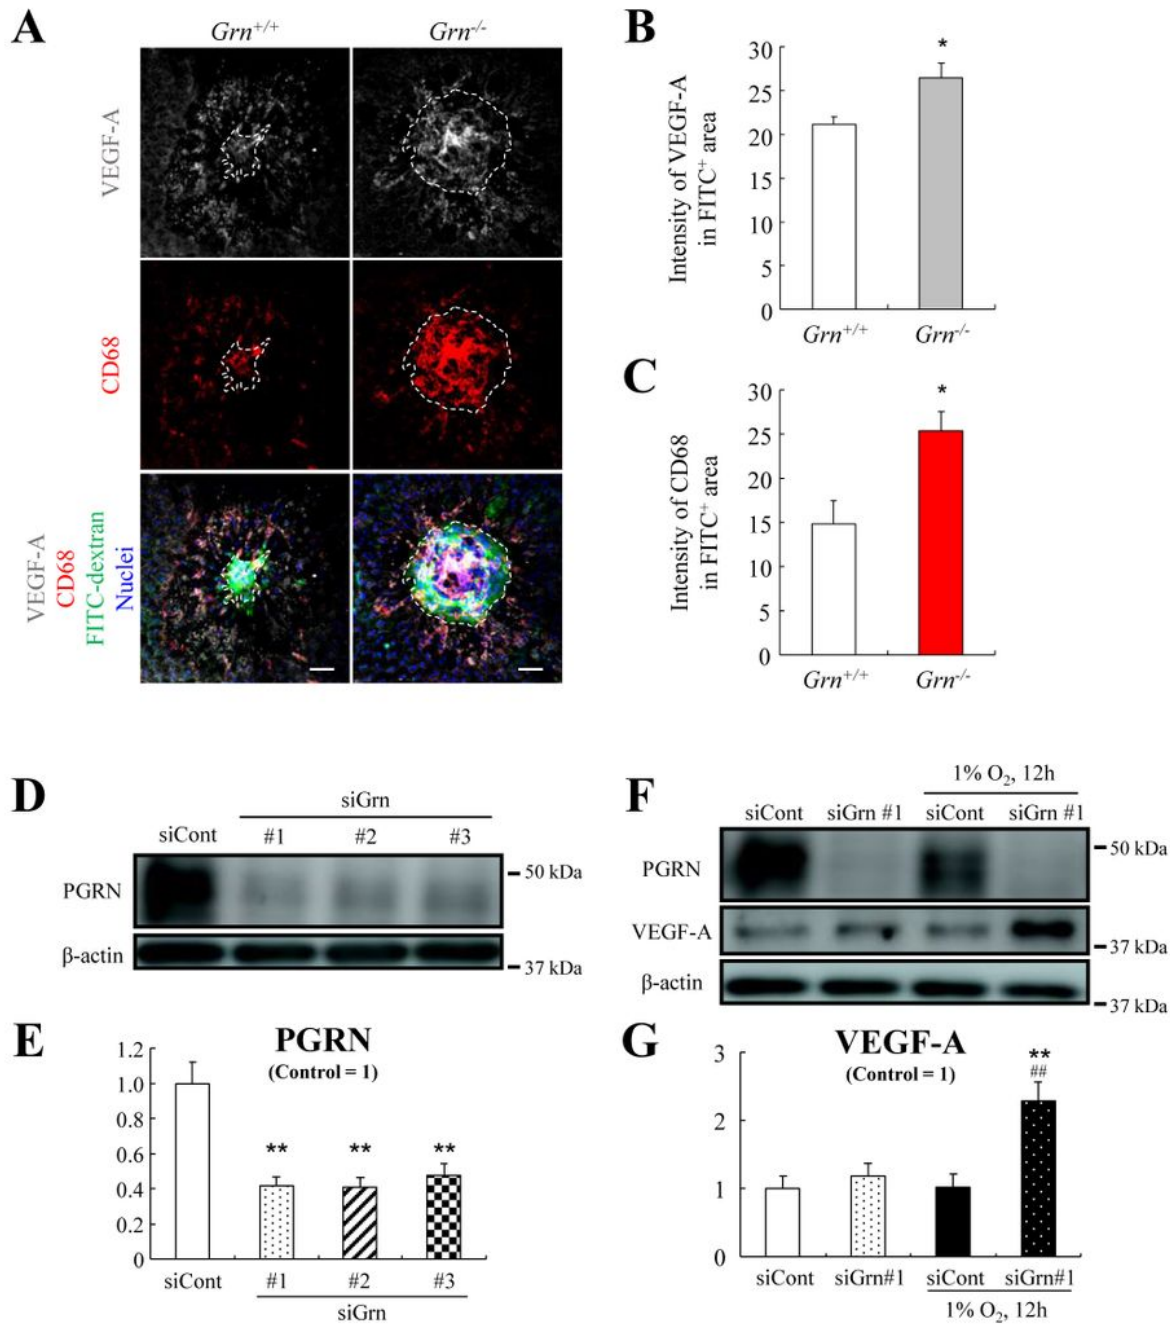 A
Grn+/+
Grn-/-
VEGF-A
CD68
VEGF-A
CD68
FITC-dextran
Nuclei
B
Intensity of VEGF-A
in FITC+ area
30
25
20
15
10
5
0
*
Grn+/+
Grn-/-
C
Intensity of CD68
in FITC+ area
30
25
20
15
10
5
0
*
Grn+/+
Grn-/-
D
siGrn
siCont #1 #2 #3
PGRN
50 kDa
β-actin
37 kDa
E
PGRN
(Control = 1)
1.2
1.0
0.8
0.6
0.4
0.2
0
** ** **
siCont #1 #2 #3
siGrn
F
1% O2, 12h
siCont siGrn #1 siCont siGrn #1
PGRN
50 kDa
VEGF-A
37 kDa
β-actin
37 kDa
G
VEGF-A
(Control = 1)
3
2
1
0
**
##
siCont siGrn#1 siCont siGrn#1
1% O2, 12h